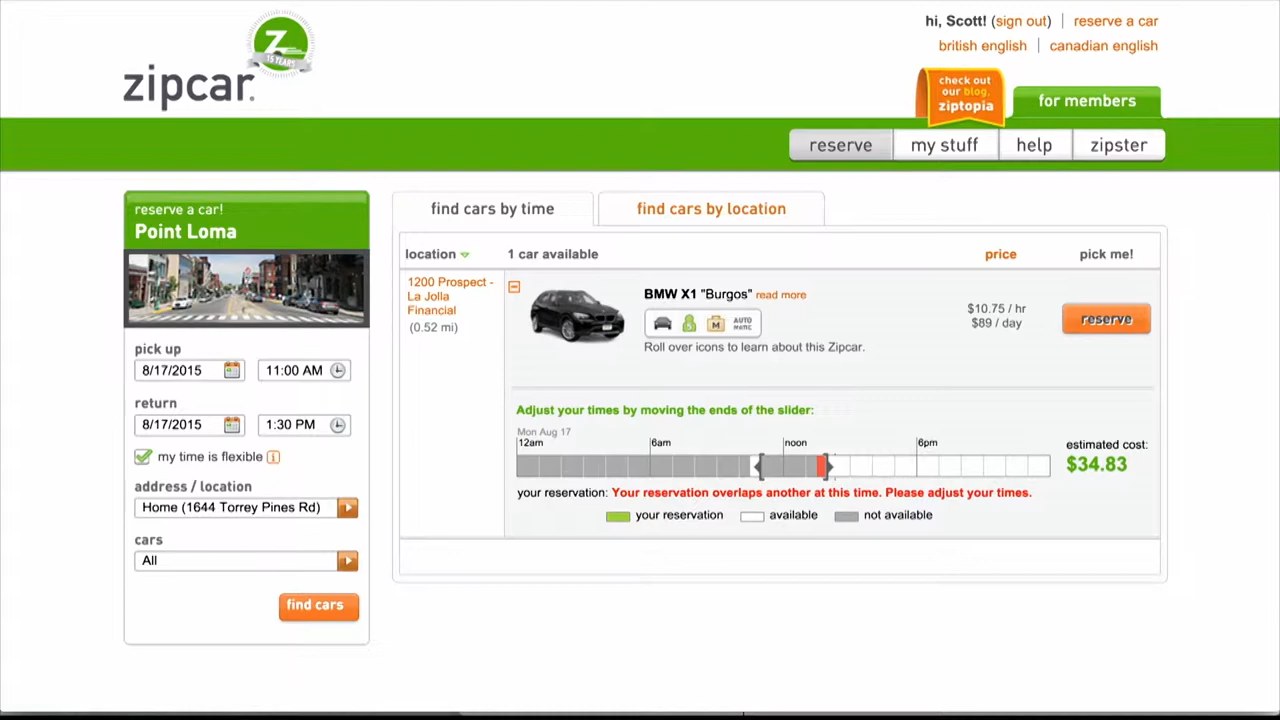 hi, Scott! (sign out) | reserve a car
british english | canadian english
Z
15 YEARS
zipcar.
check out
our blog,
ziptopia
for members
reserve
my stuff
help
zipster
reserve a car!
Point Loma
pick up
8/17/2015
11:00 AM
return
8/17/2015
1:30 PM
my time is flexible
address / location
Home (1644 Torrey Pines Rd)
cars
All
find cars
find cars by time
find cars by location
location
1 car available
price
pick me!
1200 Prospect -
La Jolla
Financial
(0.52 mi)
BMW X1 "Burgos" read more
M
AUTO
MATIC
Roll over icons to learn about this Zipcar.
$10.75 / hr
$89 / day
reserve
Adjust your times by moving the ends of the slider:
Mon Aug 17
12am
6am
noon
6pm
estimated cost:
$34.83
your reservation: Your reservation overlaps another at this time. Please adjust your times.
your reservation
available
not available